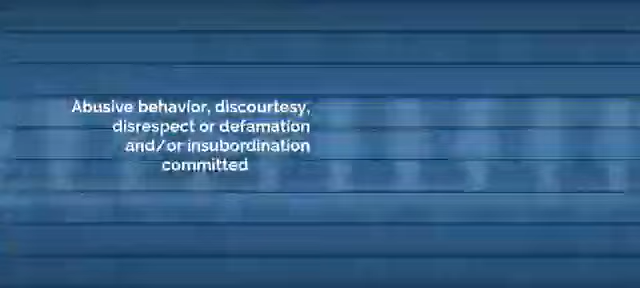 Abusive behavior, discourtesy,
disrespect or defamation
and/or insubordination
committed